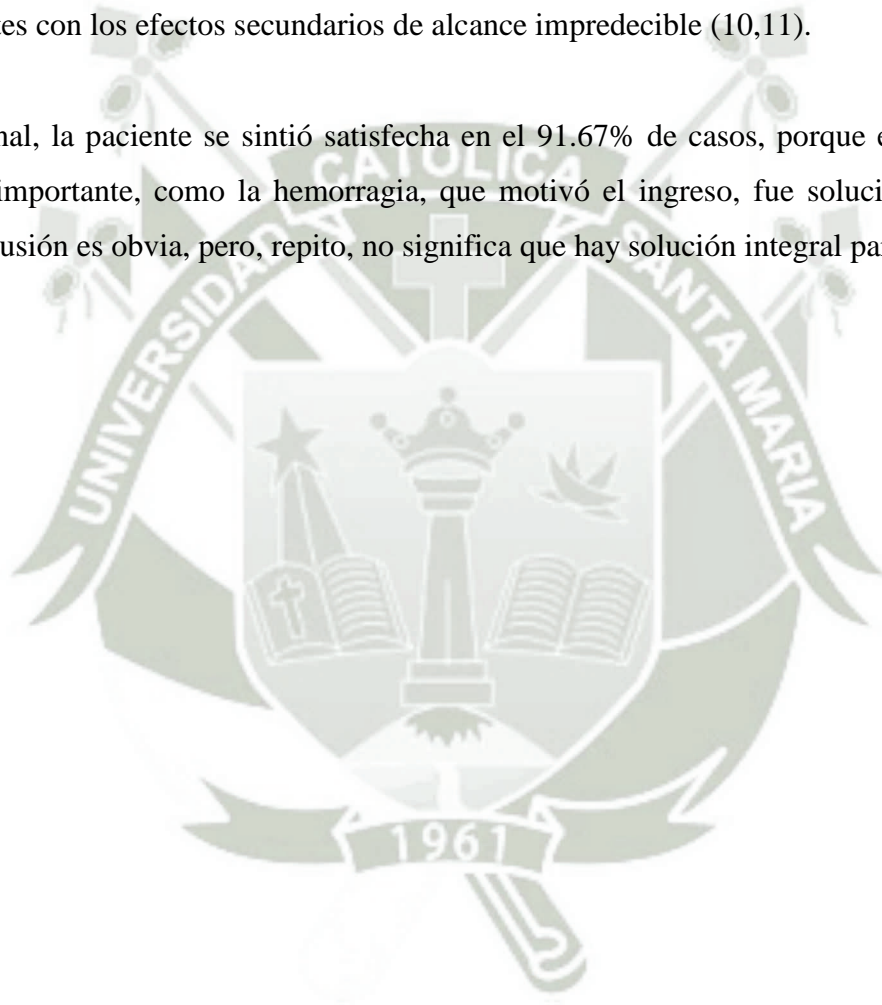 tes con los efectos secundarios de alcance impredecible (10,11).
nal, la paciente se sintió satisfecha en el 91.67% de casos, porque e
importante, como la hemorragia, que motivó el ingreso, fue soluci
usión es obvia, pero, repito, no significa que hay solución integral par
UNIVERSIDAD CATOLICA SANTA MARIA
1961